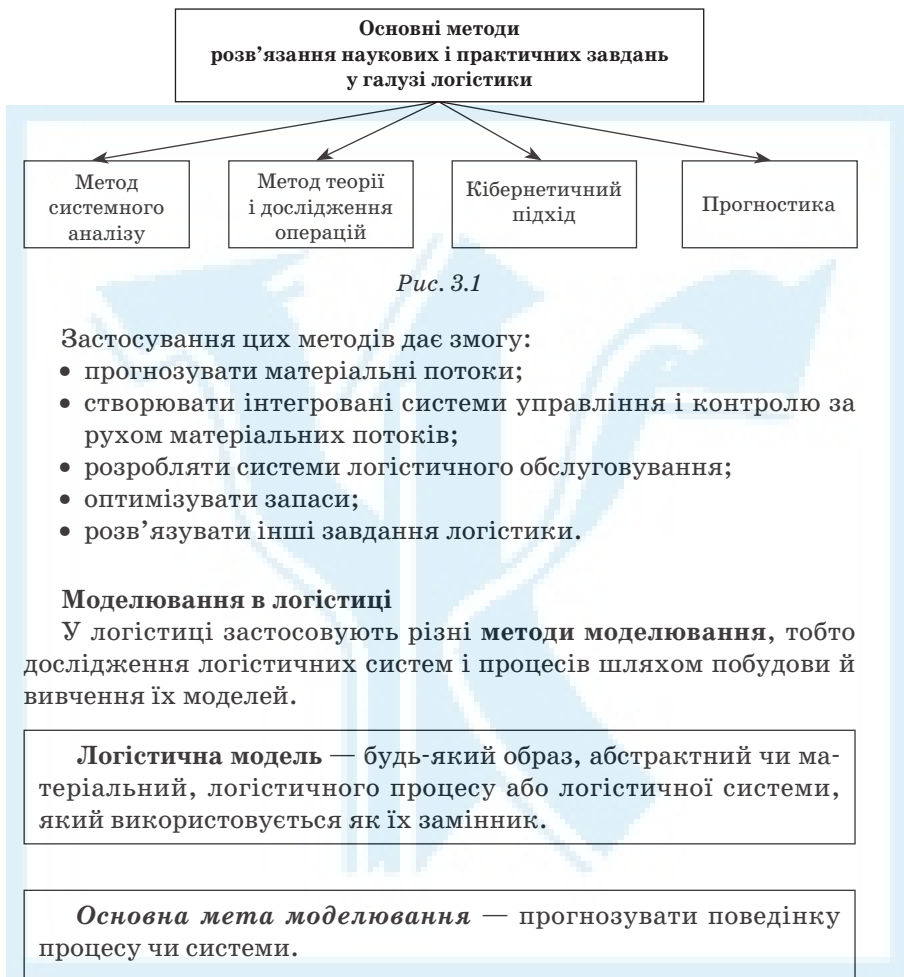 Основні методи
розв’язання наукових і практичних завдань
у галузі логістики
Метод
системного
аналізу
Метод теорії
і дослідження
операцій
Кібернетичний
підхід
Прогностика
Рис. 3.1
Застосування цих методів дає змогу:
• прогнозувати матеріальні потоки;
• створювати інтегровані системи управління і контролю за
рухом матеріальних потоків;
• розробляти системи логістичного обслуговування;
• оптимізувати запаси;
• розв’язувати інші завдання логістики.
Моделювання в логістиці
У логістиці застосовують різні методи моделювання, тобто
дослідження логістичних систем і процесів шляхом побудови й
вивчення їх моделей.
Логістична модель — будь-який образ, абстрактний чи ма-
теріальний, логістичного процесу або логістичної системи,
який використовується як їх замінник.
Основна мета моделювання — прогнозувати поведінку
процесу чи системи.